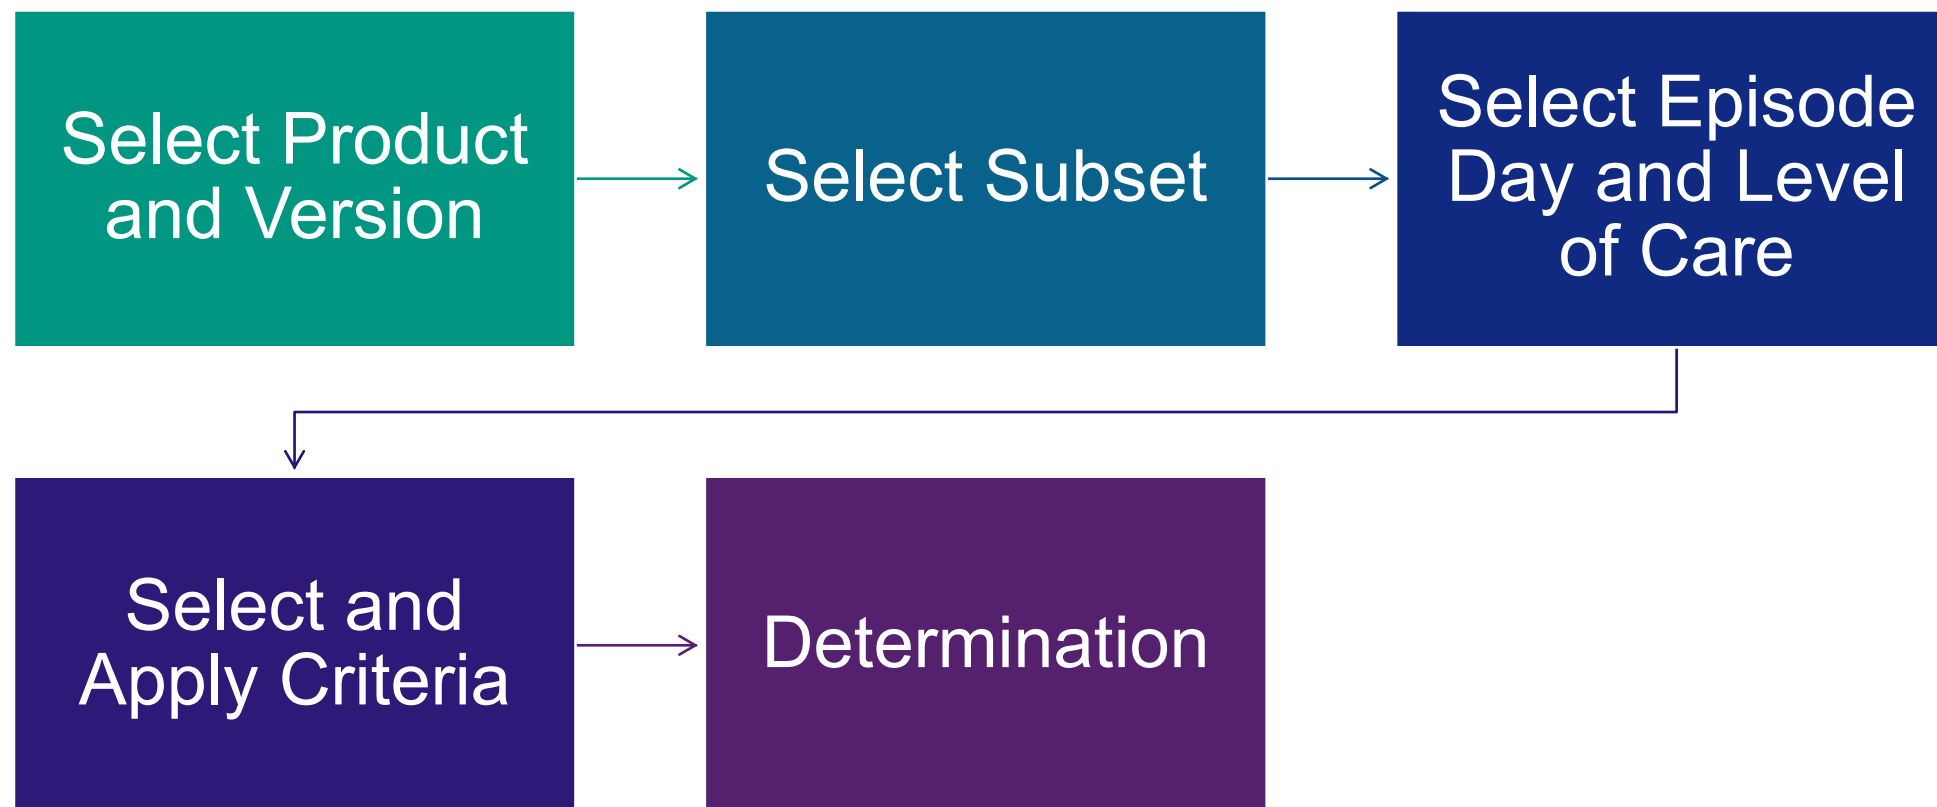 Select Product
and Version
Select Subset
Select Episode
Day and Level
of Care
Select and
Apply Criteria
Determination